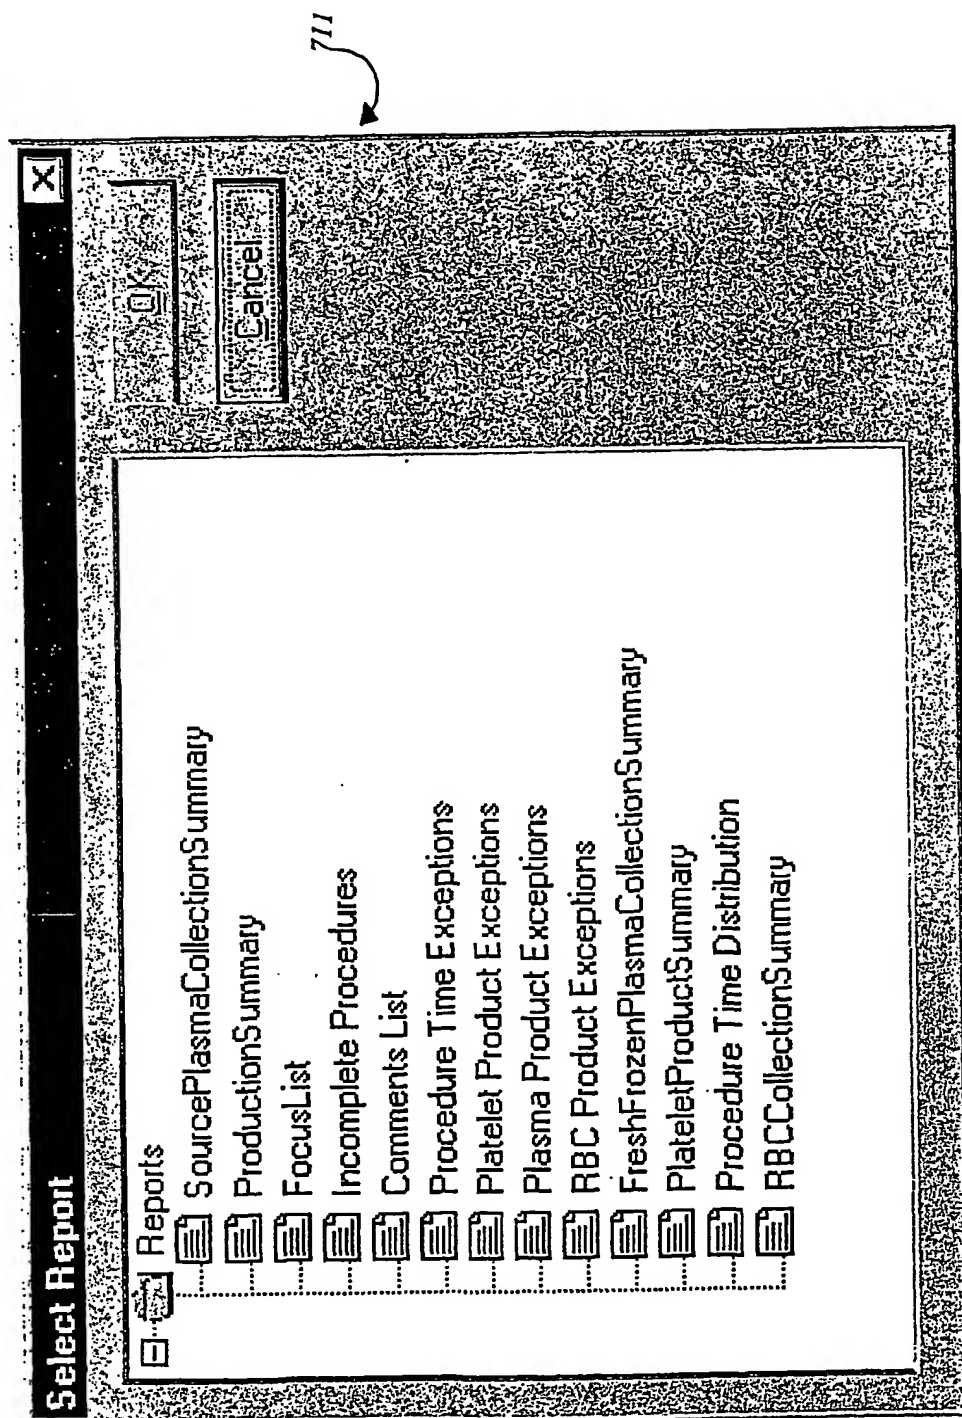 Select Report
Reports
SourcePlasmaCollectionSummary
ProductionSummary
FocusList
Incomplete Procedures
Comments List
Procedure Time Exceptions
Platelet Product Exceptions
Plasma Product Exceptions
RBC Product Exceptions
FreshFrozenPlasmaCollectionSummary
PlateletProductSummary
Procedure Time Distribution
RBCCollectionSummary
OK
Cancel
711